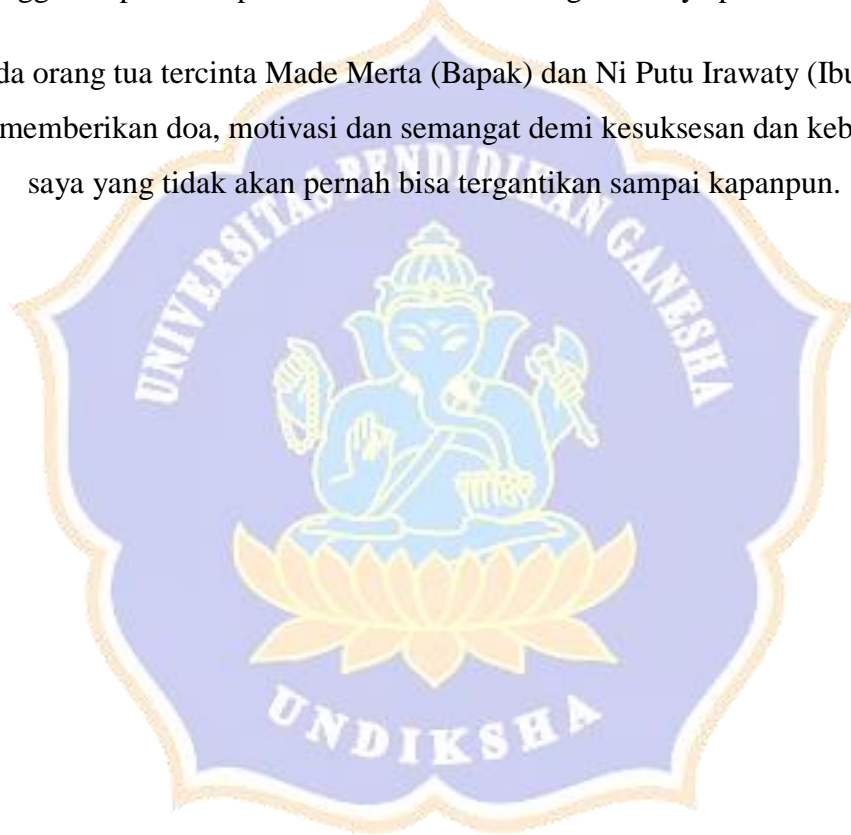 da orang tua tercinta Made Merta (Bapak) dan Ni Putu Irawaty (Ibu
memberikan doa, motivasi dan semangat demi kesuksesan dan keb
saya yang tidak akan pernah bisa tergantikan sampai kapanpun.
UNIVERSITAS PENDIDIKAN GANESHA
UNDIKSHA